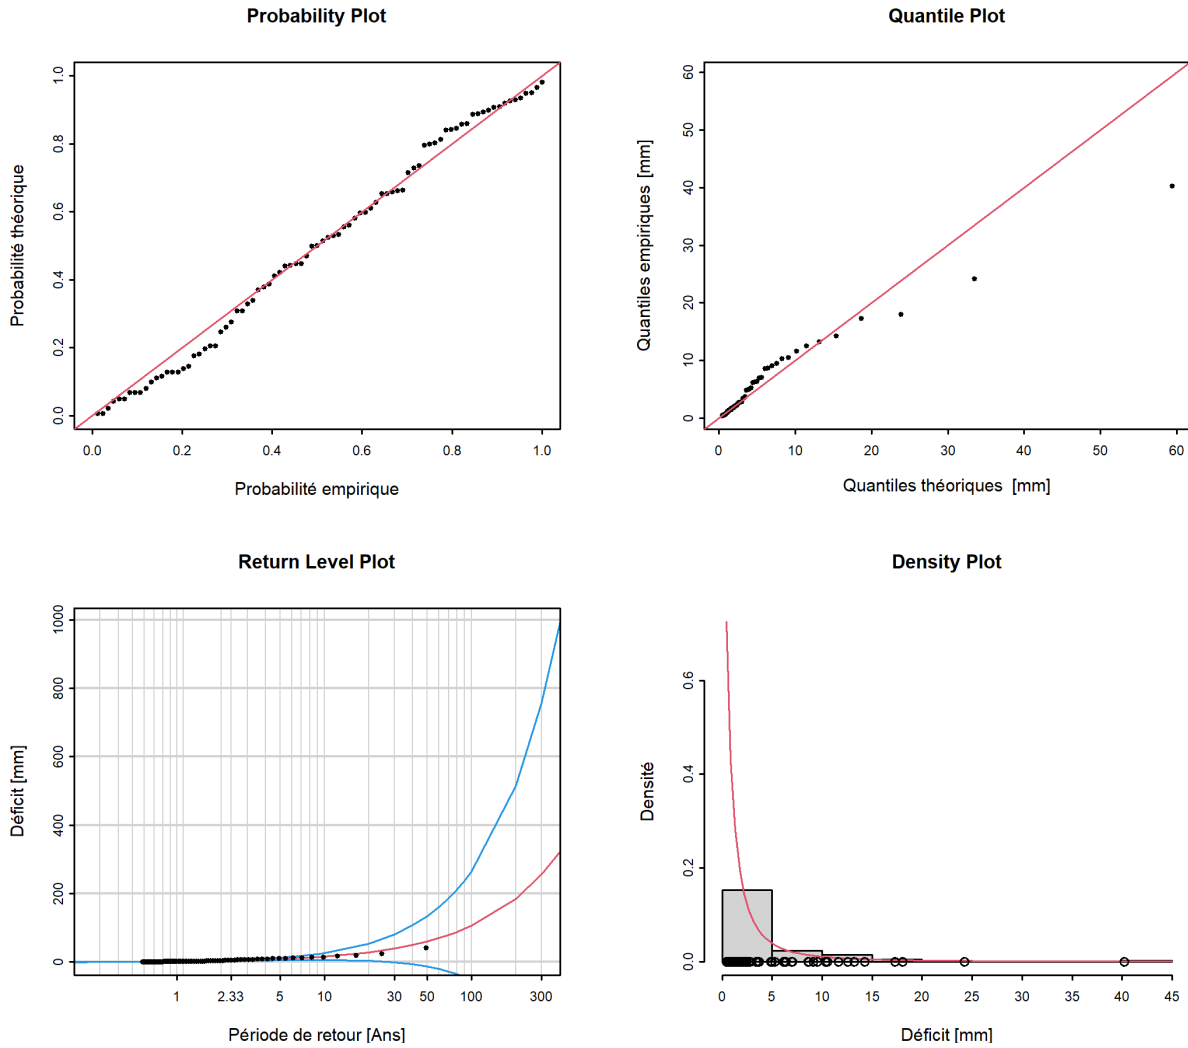 Probability Plot
Probabilité théorique
1.0
0.8
0.6
0.4
0.2
0.0
0.0 0.2 0.4 0.6 0.8 1.0
Probabilité empirique
Quantile Plot
Quantiles empiriques [mm]
60
50
40
30
20
10
0
0 10 20 30 40 50 60
Quantiles théoriques [mm]
Return Level Plot
Déficit [mm]
1000
800
600
400
200
0
1 2.33 5 10 30 50 100 300
Période de retour [Ans]
Density Plot
Densité
0.6
0.4
0.2
0.0
0 5 10 15 20 25 30 35 40 45
Déficit [mm]